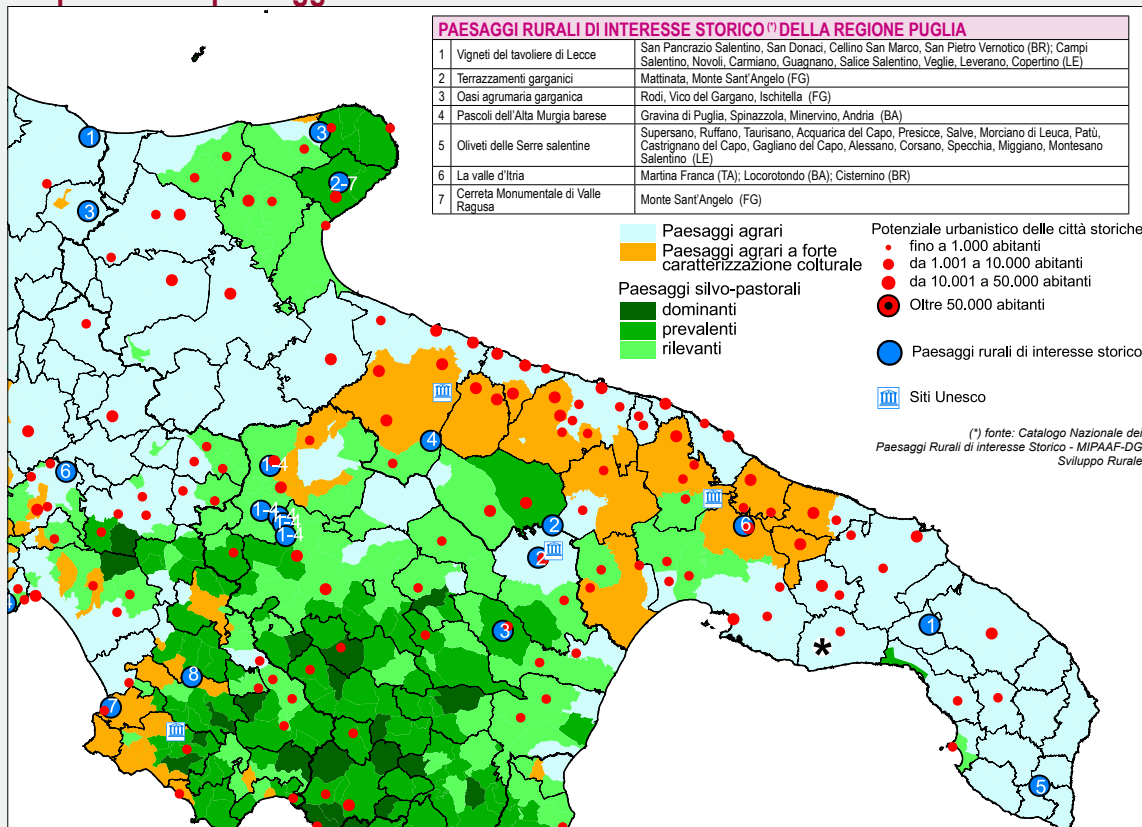 PAESAGGI RURALI DI INTERESSE STORICO (*) DELLA REGIONE PUGLIA
1 Vigneti del tavoliere di Lecce San Pancrazio Salentino, San Donaci, Cellino San Marco, San Pietro Vernotico (BR); Campi
Salentino, Novoli, Carmiano, Guagnano, Salice Salentino, Veglie, Leverano, Copertino (LE)
2 Terrazzamenti garganici Mattinata, Monte Sant'Angelo (FG)
3 Oasi agrumaria garganica Rodi, Vico del Gargano, Ischitella (FG)
4 Pascoli dell'Alta Murgia barese Gravina di Puglia, Spinazzola, Minervino, Andria (BA)
5 Oliveti delle Serre salentine Supersano, Ruffano, Taurisano, Acquarica del Capo, Presicce, Salve, Morciano di Leuca, Patù,
Castrignano del Capo, Gagliano del Capo, Alessano, Corsano, Specchia, Miggiano, Montesano
Salentino (LE)
6 La valle d'Itria Martina Franca (TA); Locorotondo (BA); Cisternino (BR)
7 Cerreta Monumentale di Valle
Ragusa Monte Sant'Angelo (FG)
Paesaggi agrari
Paesaggi agrari a forte
caratterizzazione colturale
Paesaggi silvo-pastorali
dominanti
prevalenti
rilevanti
Potenziale urbanistico delle città storiche
fino a 1.000 abitanti
da 1.001 a 10.000 abitanti
da 10.001 a 50.000 abitanti
Oltre 50.000 abitanti
Paesaggi rurali di interesse storico
Siti Unesco
(*) fonte: Catalogo Nazionale dei
Paesaggi Rurali di interesse Storico - MIPAAF-DG
Sviluppo Rurale
1
3
2-7
3
4
6
1-4
1-4
1-4
1-4
2
6
2
3
1
*
8
7
5